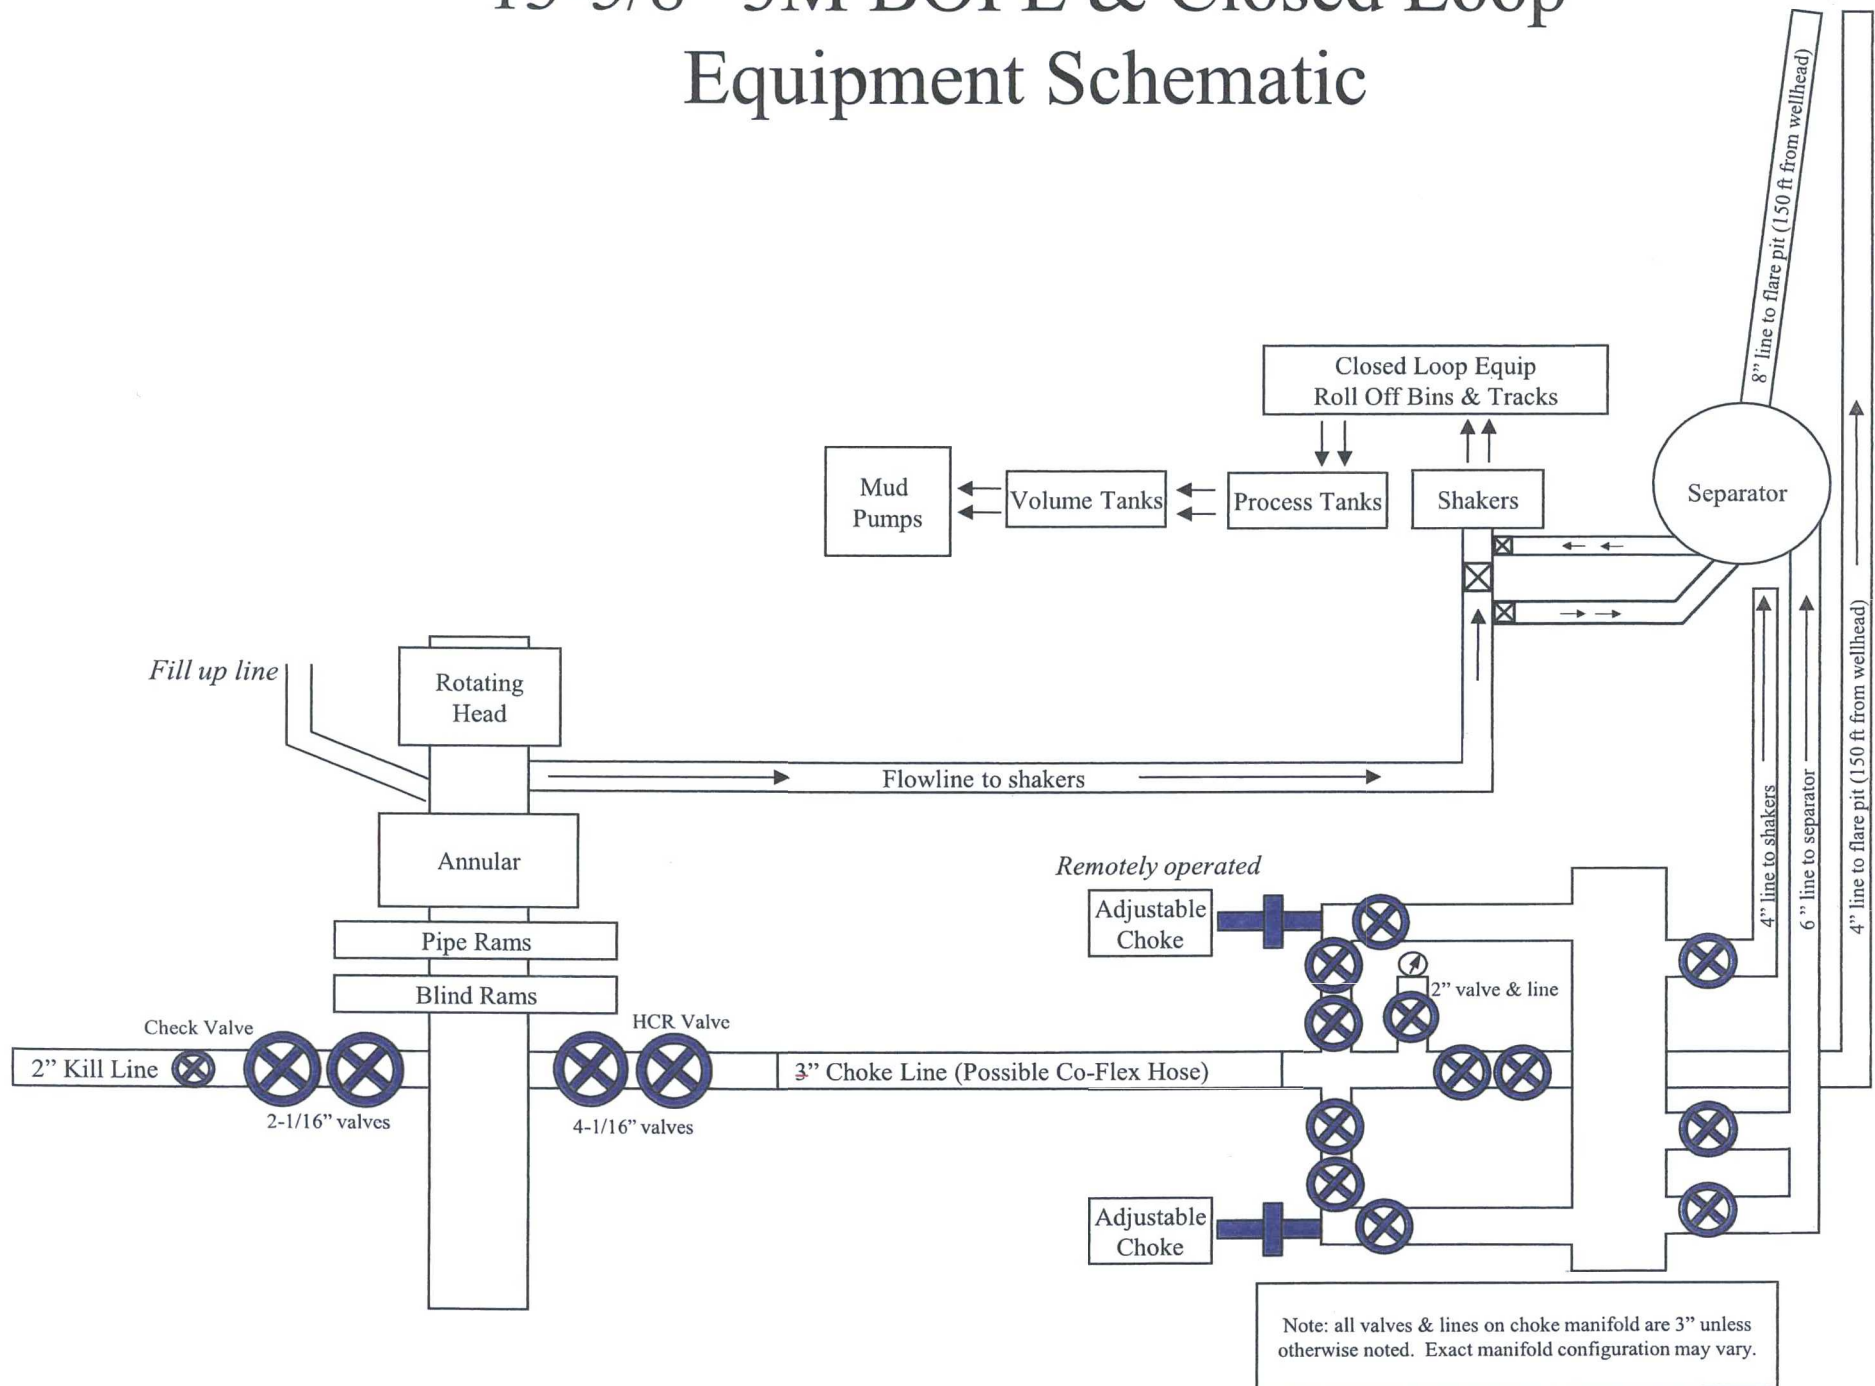 Equipment Schematic
8” line to flare pit (150 ft from wellhead)
Closed Loop Equip
Roll Off Bins & Tracks
Mud
Pumps
Volume Tanks
Process Tanks
Shakers
Separator
Fill up line
Rotating
Head
Flowline to shakers
4” line to shakers
6 ” line to separator
4” line to flare pit (150 ft from wellhead)
Annular
Remotely operated
Adjustable
Choke
Pipe Rams
Blind Rams
2” valve & line
Check Valve
HCR Valve
2” Kill Line
3” Choke Line (Possible Co-Flex Hose)
2-1/16” valves
4-1/16” valves
Adjustable
Choke
Note: all valves & lines on choke manifold are 3” unless
otherwise noted.  Exact manifold configuration may vary.